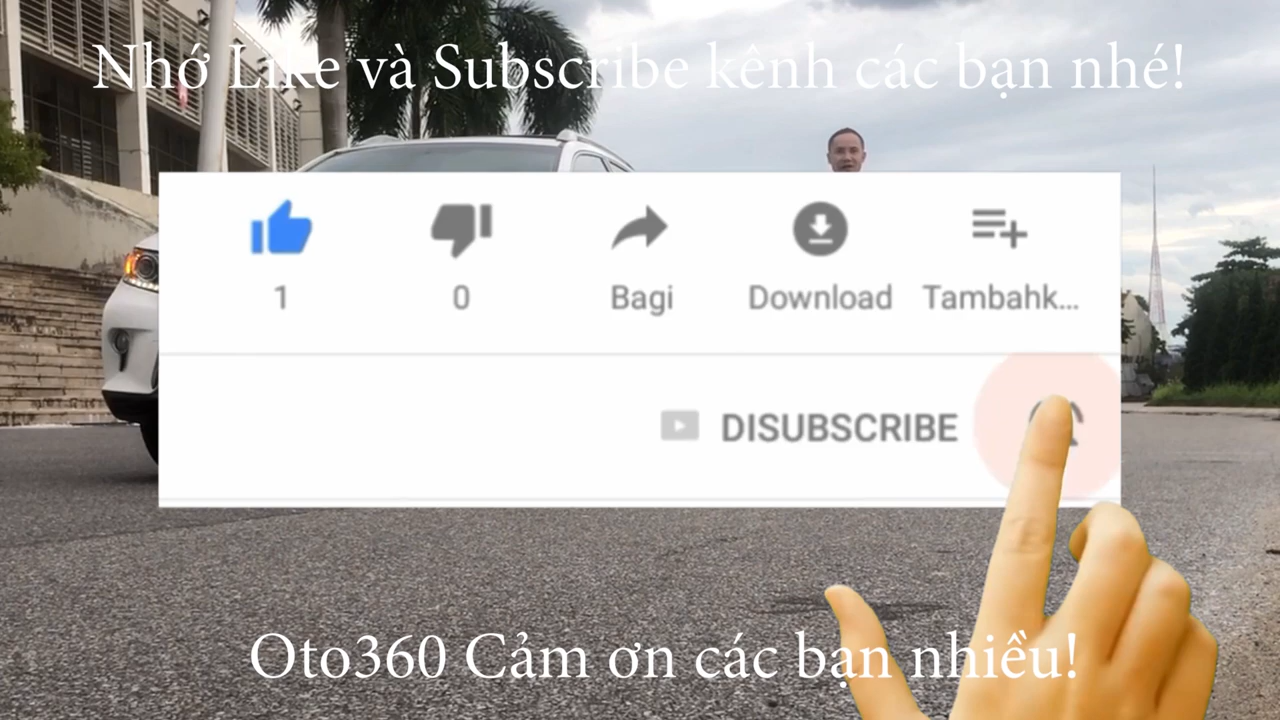 Nhớ Like và Subscribe kênh các bạn nhé!
1 0 Bagi Download Tambahk...
DISUBSCRIBE
Oto360 Cảm ơn các bạn nhiều!